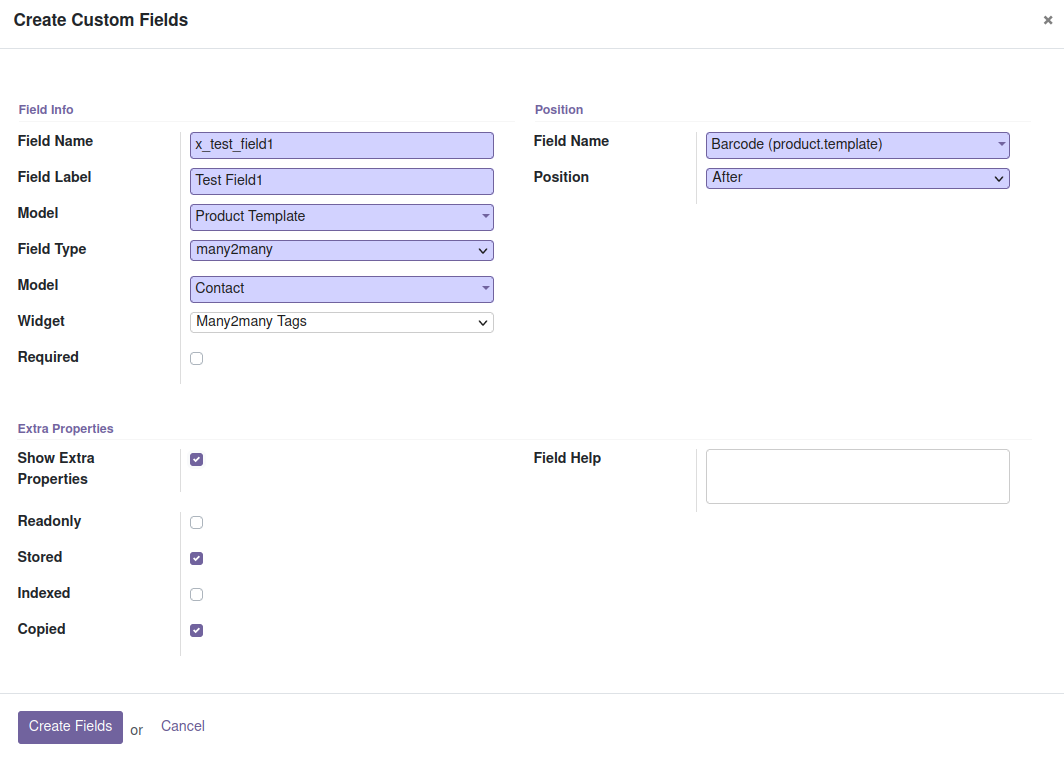 Create Custom Fields
×
Field Info
Field Name
x_test_field1
Field Label
Test Field1
Model
Product Template
Field Type
many2many
Model
Contact
Widget
Many2many Tags
Required
Position
Field Name
Barcode (product.template)
Position
After
Extra Properties
Show Extra
Properties
Readonly
Stored
Indexed
Copied
Field Help
Create Fields or Cancel